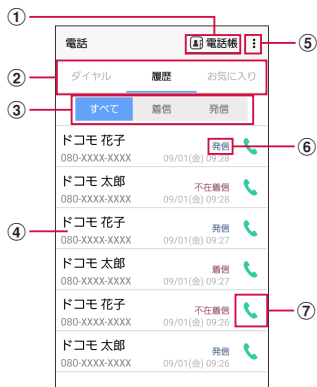 ①
電話 電話帳 ⑤
②
ダイヤル 履歴 お気に入り
③
すべて 着信 発信
ドコモ 花子 発信 ⑥
080-XXXX-XXXX 09/01(金) 09:28
ドコモ 太郎 不在着信
080-XXXX-XXXX 09/01(金) 09:28
④
ドコモ 花子 発信
080-XXXX-XXXX 09/01(金) 09:27
ドコモ 太郎 着信
080-XXXX-XXXX 09/01(金) 09:27
ドコモ 花子 不在着信 ⑦
080-XXXX-XXXX 09/01(金) 09:26
ドコモ 太郎 発信
080-XXXX-XXXX 09/01(金) 09:26